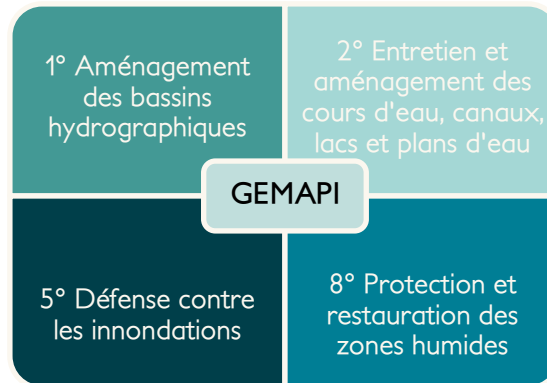 1° Aménagement
des bassins
hydrographiques
2° Entretien et
aménagement des
cours d'eau, canaux,
lacs et plans d'eau
GEMAPI
5° Défense contre
les innondations
8° Protection et
restauration des
zones humides